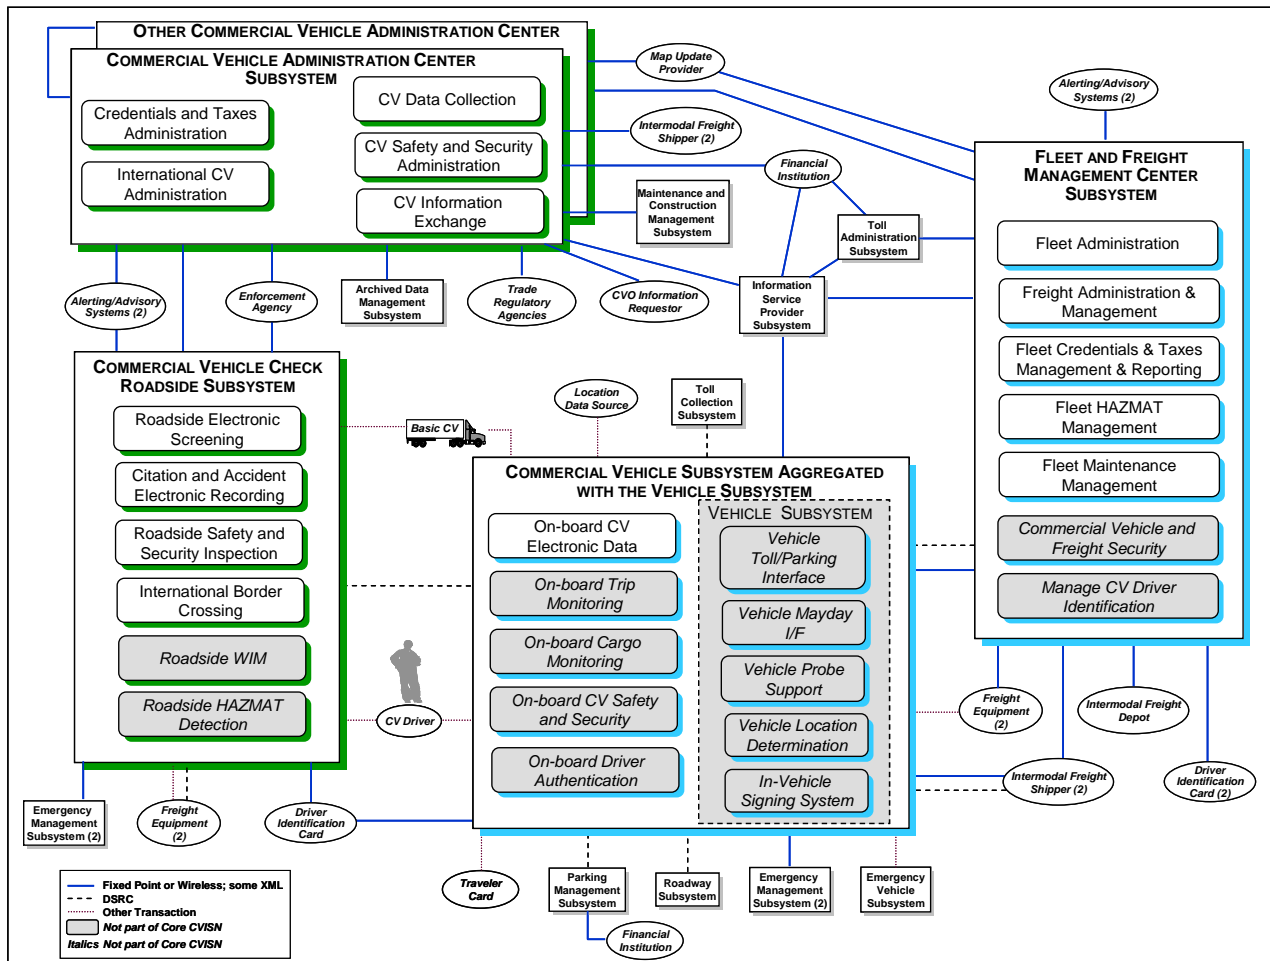 OTHER COMMERCIAL VEHICLE ADMINISTRATION CENTER
COMMERCIAL VEHICLE ADMINISTRATION CENTER
SUBSYSTEM
Credentials and Taxes
Administration
International CV
Administration
CV Data Collection
CV Safety and Security
Administration
CV Information
Exchange
Map Update
Provider
Intermodal Freight
Shipper (2)
Financial
Institution
Maintenance and
Construction
Management
Subsystem
Toll
Administration
Subsystem
Information
Service
Provider
Subsystem
Alerting/Advisory
Systems (2)
FLEET AND FREIGHT
MANAGEMENT CENTER
SUBSYSTEM
Fleet Administration
Freight Administration &
Management
Fleet Credentials & Taxes
Management & Reporting
Fleet HAZMAT
Management
Fleet Maintenance
Management
Commercial Vehicle and
Freight Security
Manage CV Driver
Identification
Alerting/Advisory
Systems (2)
Enforcement
Agency
Archived Data
Management
Subsystem
Trade
Regulatory
Agencies
CVO Information
Requestor
COMMERCIAL VEHICLE CHECK
ROADSIDE SUBSYSTEM
Roadside Electronic
Screening
Citation and Accident
Electronic Recording
Roadside Safety and
Security Inspection
International Border
Crossing
Roadside WIM
Roadside HAZMAT
Detection
Basic CV
Location
Data Source
Toll
Collection
Subsystem
CV Driver
COMMERCIAL VEHICLE SUBSYSTEM AGGREGATED
WITH THE VEHICLE SUBSYSTEM
On-board CV
Electronic Data
On-board Trip
Monitoring
On-board Cargo
Monitoring
On-board CV Safety
and Security
On-board Driver
Authentication
VEHICLE SUBSYSTEM
Vehicle
Toll/Parking
Interface
Vehicle Mayday
I/F
Vehicle Probe
Support
Vehicle Location
Determination
In-Vehicle
Signing System
Freight
Equipment
(2)
Intermodal Freight
Depot
Intermodal Freight
Shipper (2)
Driver
Identification
Card (2)
Emergency
Management
Subsystem (2)
Freight
Equipment
(2)
Driver
Identification
Card
Traveler
Card
Parking
Management
Subsystem
Roadway
Subsystem
Emergency
Management
Subsystem (2)
Emergency
Vehicle
Subsystem
Financial
Institution
Fixed Point or Wireless; some XML
DSRC
Other Transaction
Not part of Core CVISN
Italics Not part of Core CVISN